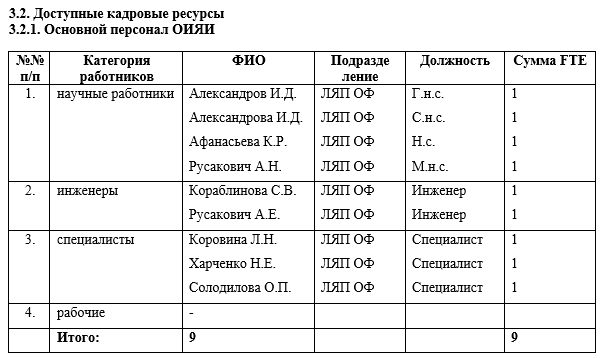 3.2. Доступные кадровые ресурсы
3.2.1. Основной персонал ОИЯИ
№№ Категория ФИО Подразде Должность Сумма FTE
п/п работников ление
1. научные работники Александров И.Д. ЛЯП ОФ Г.н.с. 1
Александрова И.Д. ЛЯП ОФ С.н.с. 1
Афанасьева К.Р. ЛЯП ОФ Н.с. 1
Русакович А.Н. ЛЯП ОФ М.н.с. 1
2. инженеры Кораблинова С.В. ЛЯП ОФ Инженер 1
Русакович А.Е. ЛЯП ОФ Инженер 1
3. специалисты Коровина Л.Н. ЛЯП ОФ Специалист 1
Харченко Н.Е. ЛЯП ОФ Специалист 1
Солодилова О.П. ЛЯП ОФ Специалист 1
4. рабочие -
Итого: 9 9